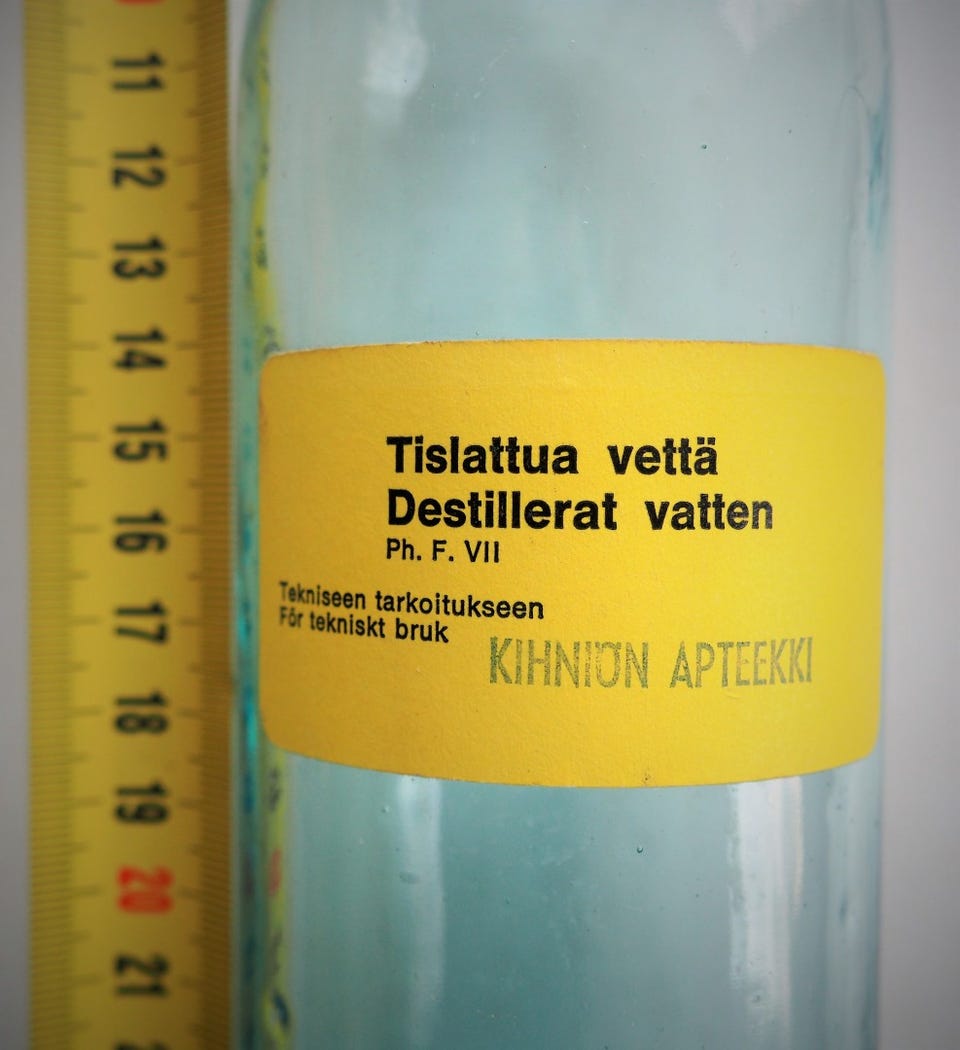 11
12
13
14
15
16
17
18
19
20
21
Tislattua vettä
Destillerat vatten
Ph. F. VII
Tekniseen tarkoitukseen
För tekniskt bruk
KIHNIÖN APTEEKKI